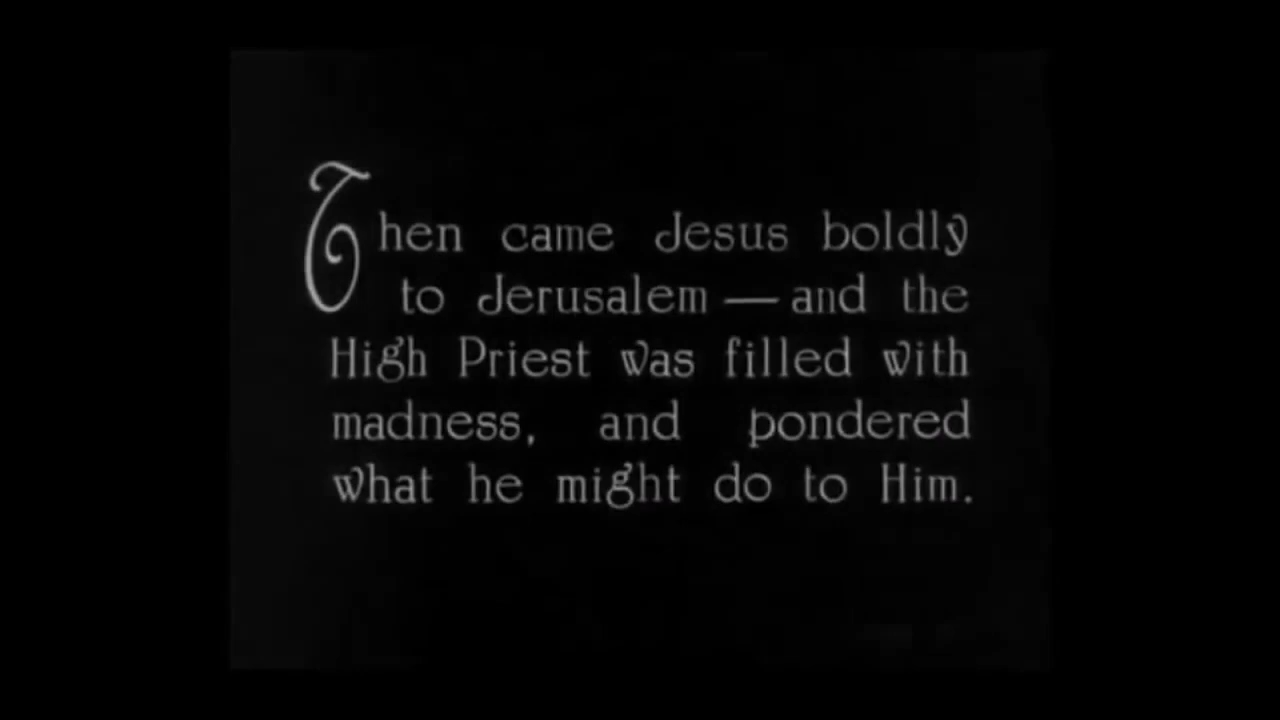 Then came Jesus boldly
to Jerusalem — and the
High Priest was filled with
madness, and pondered
what he might do to Him.